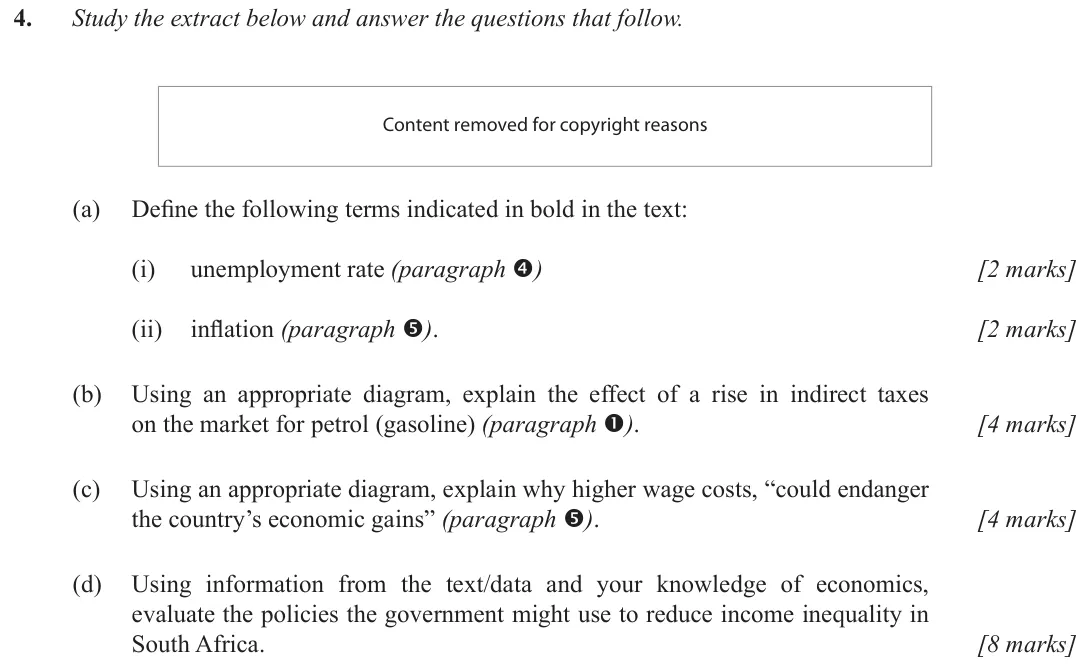 4. Study the extract below and answer the questions that follow.
Content removed for copyright reasons
(a) Define the following terms indicated in bold in the text:
(i) unemployment rate (paragraph ❹) [2 marks]
(ii) inflation (paragraph ❺). [2 marks]
(b) Using an appropriate diagram, explain the effect of a rise in indirect taxes
on the market for petrol (gasoline) (paragraph ❶). [4 marks]
(c) Using an appropriate diagram, explain why higher wage costs, “could endanger
the country’s economic gains” (paragraph ❺). [4 marks]
(d) Using information from the text/data and your knowledge of economics,
evaluate the policies the government might use to reduce income inequality in
South Africa. [8 marks]